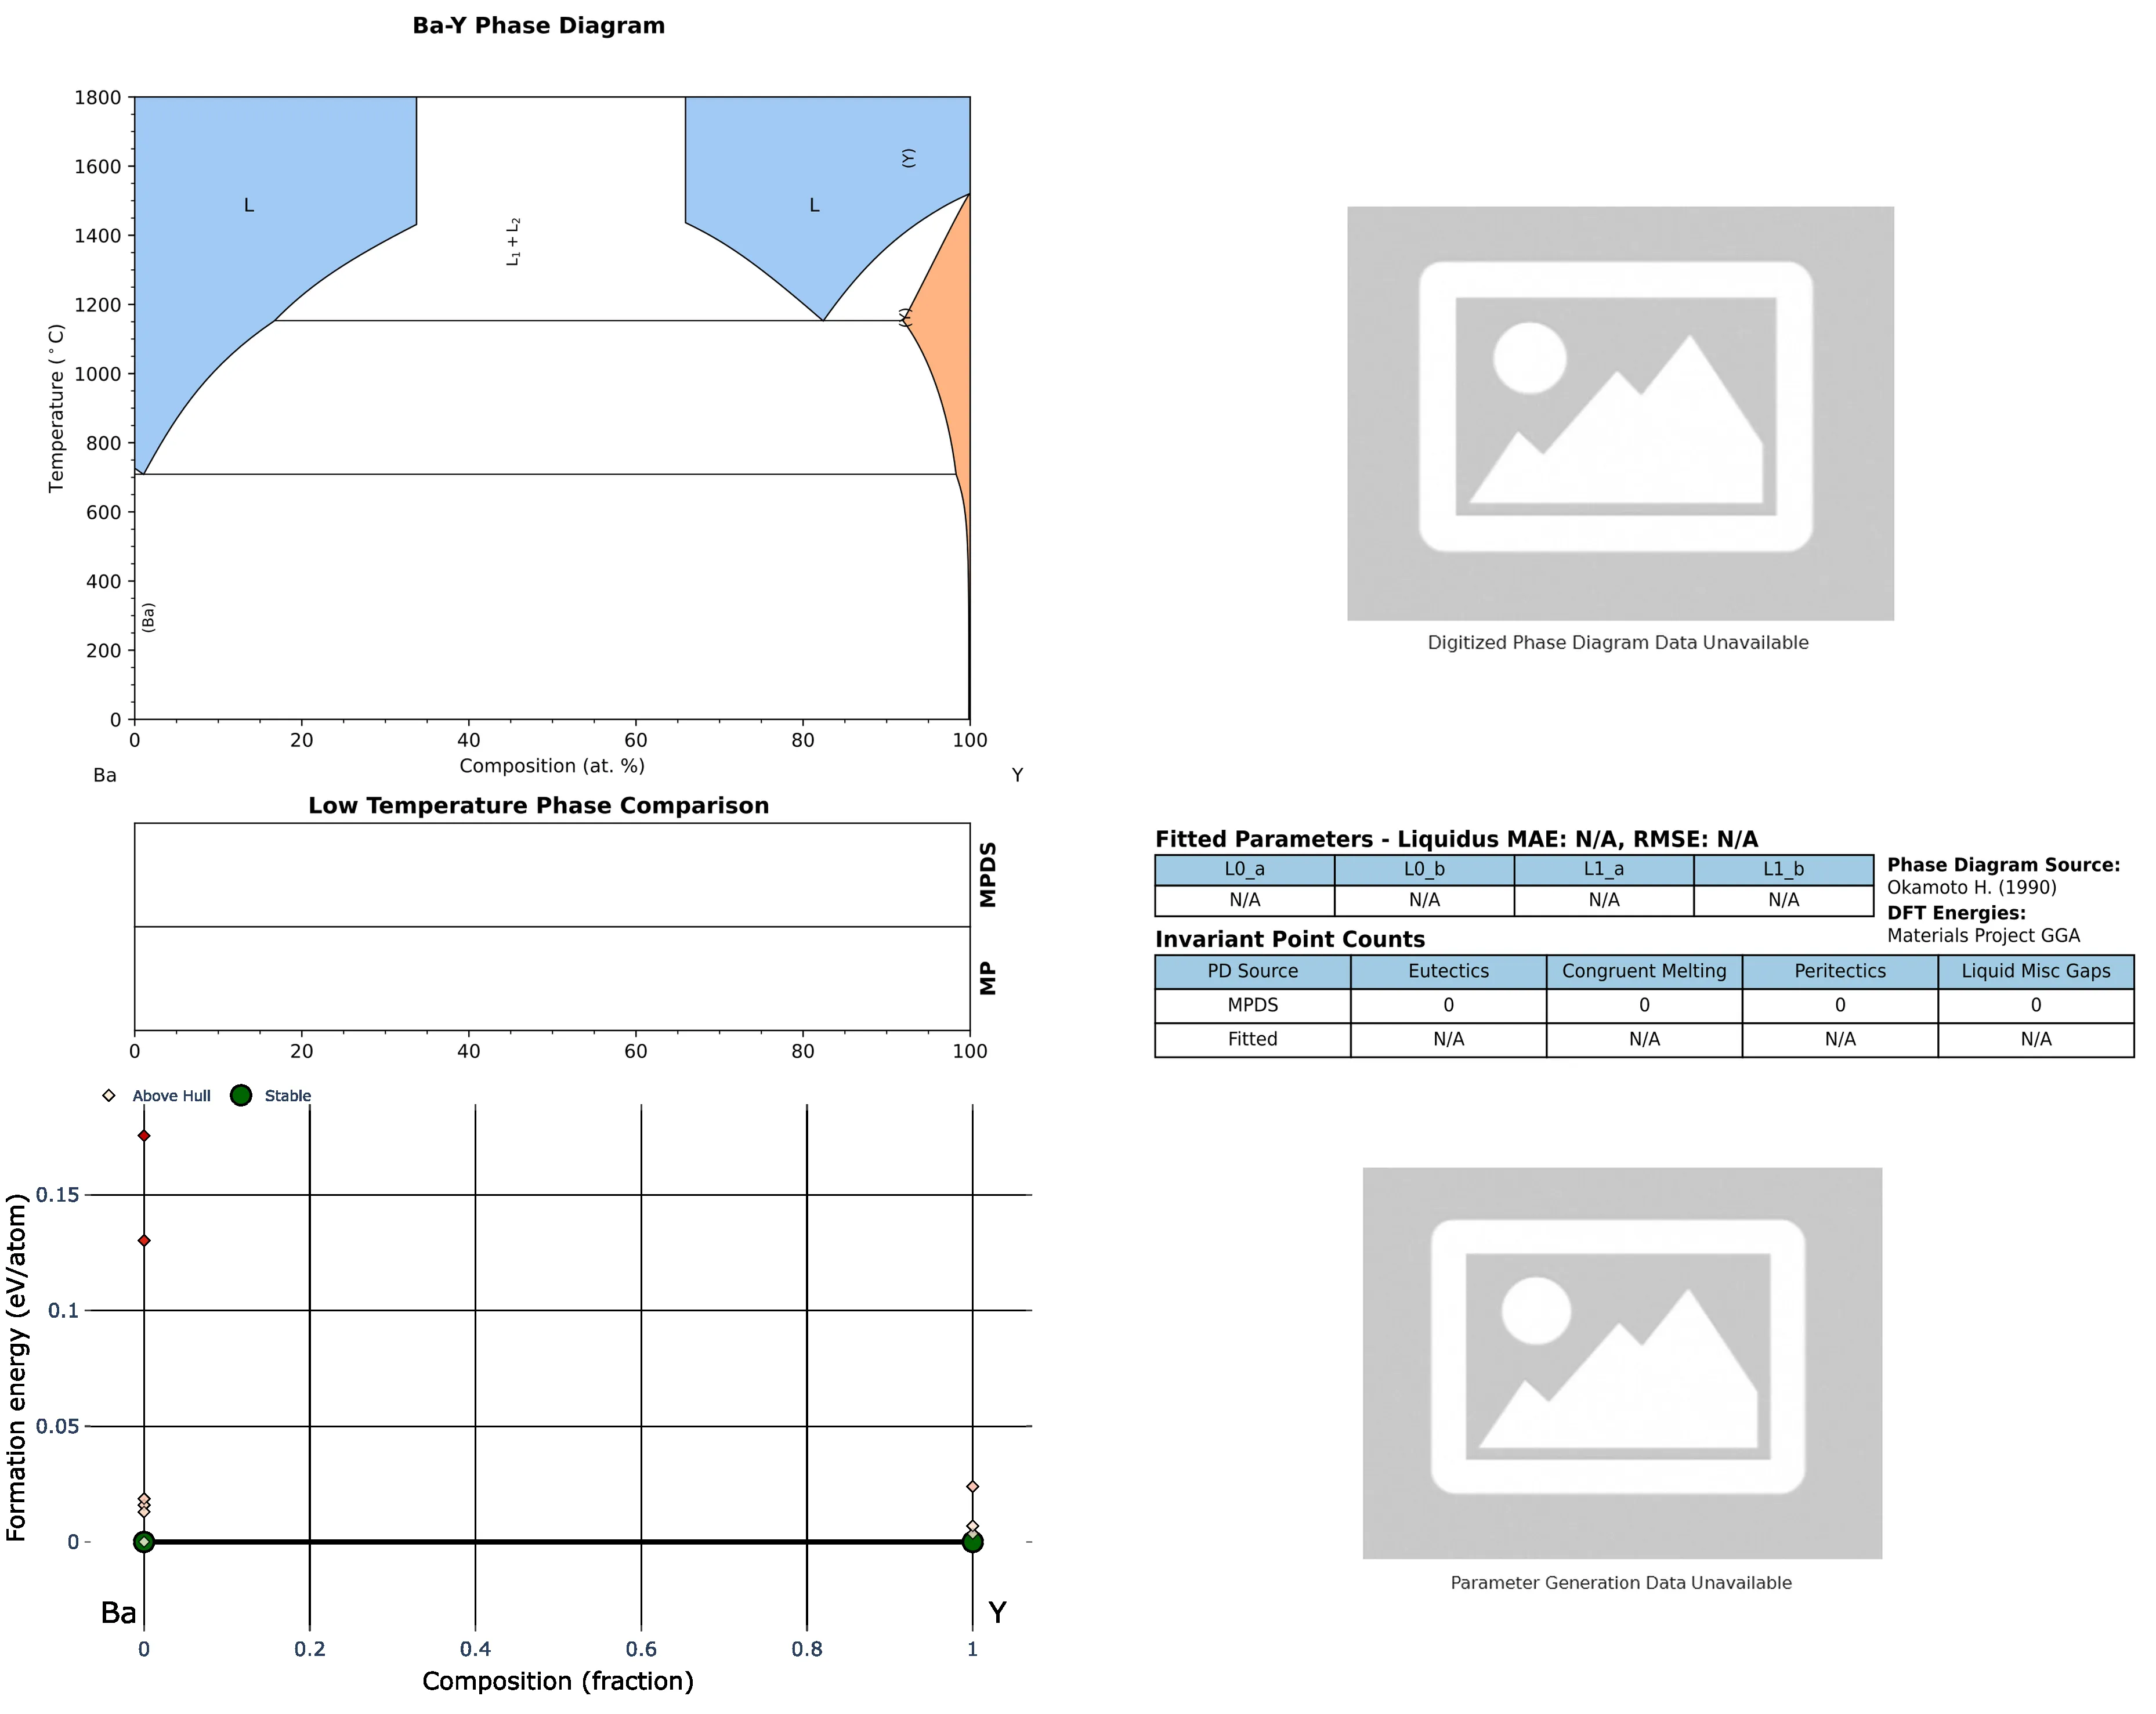 Ba-Y Phase Diagram
1800
1600
1400
1200
1000
800
600
400
200
0
Temperature (°C)
L
L₁ + L₂
L
(Y)
(Y)
(Ba)
0 20 40 60 80 100
Composition (at. %)
Ba Y
Digitized Phase Diagram Data Unavailable
Low Temperature Phase Comparison
MPDS
MP
0 20 40 60 80 100
Fitted Parameters - Liquidus MAE: N/A, RMSE: N/A
L0_a L0_b L1_a L1_b
N/A N/A N/A N/A
Phase Diagram Source:
Okamoto H. (1990)
DFT Energies:
Materials Project GGA
Invariant Point Counts
PD Source Eutectics Congruent Melting Peritectics Liquid Misc Gaps
MPDS 0 0 0 0
Fitted N/A N/A N/A N/A
Above Hull Stable
0.15
0.1
0.05
0
Formation energy (eV/atom)
Ba Y
0 0.2 0.4 0.6 0.8 1
Composition (fraction)
Parameter Generation Data Unavailable